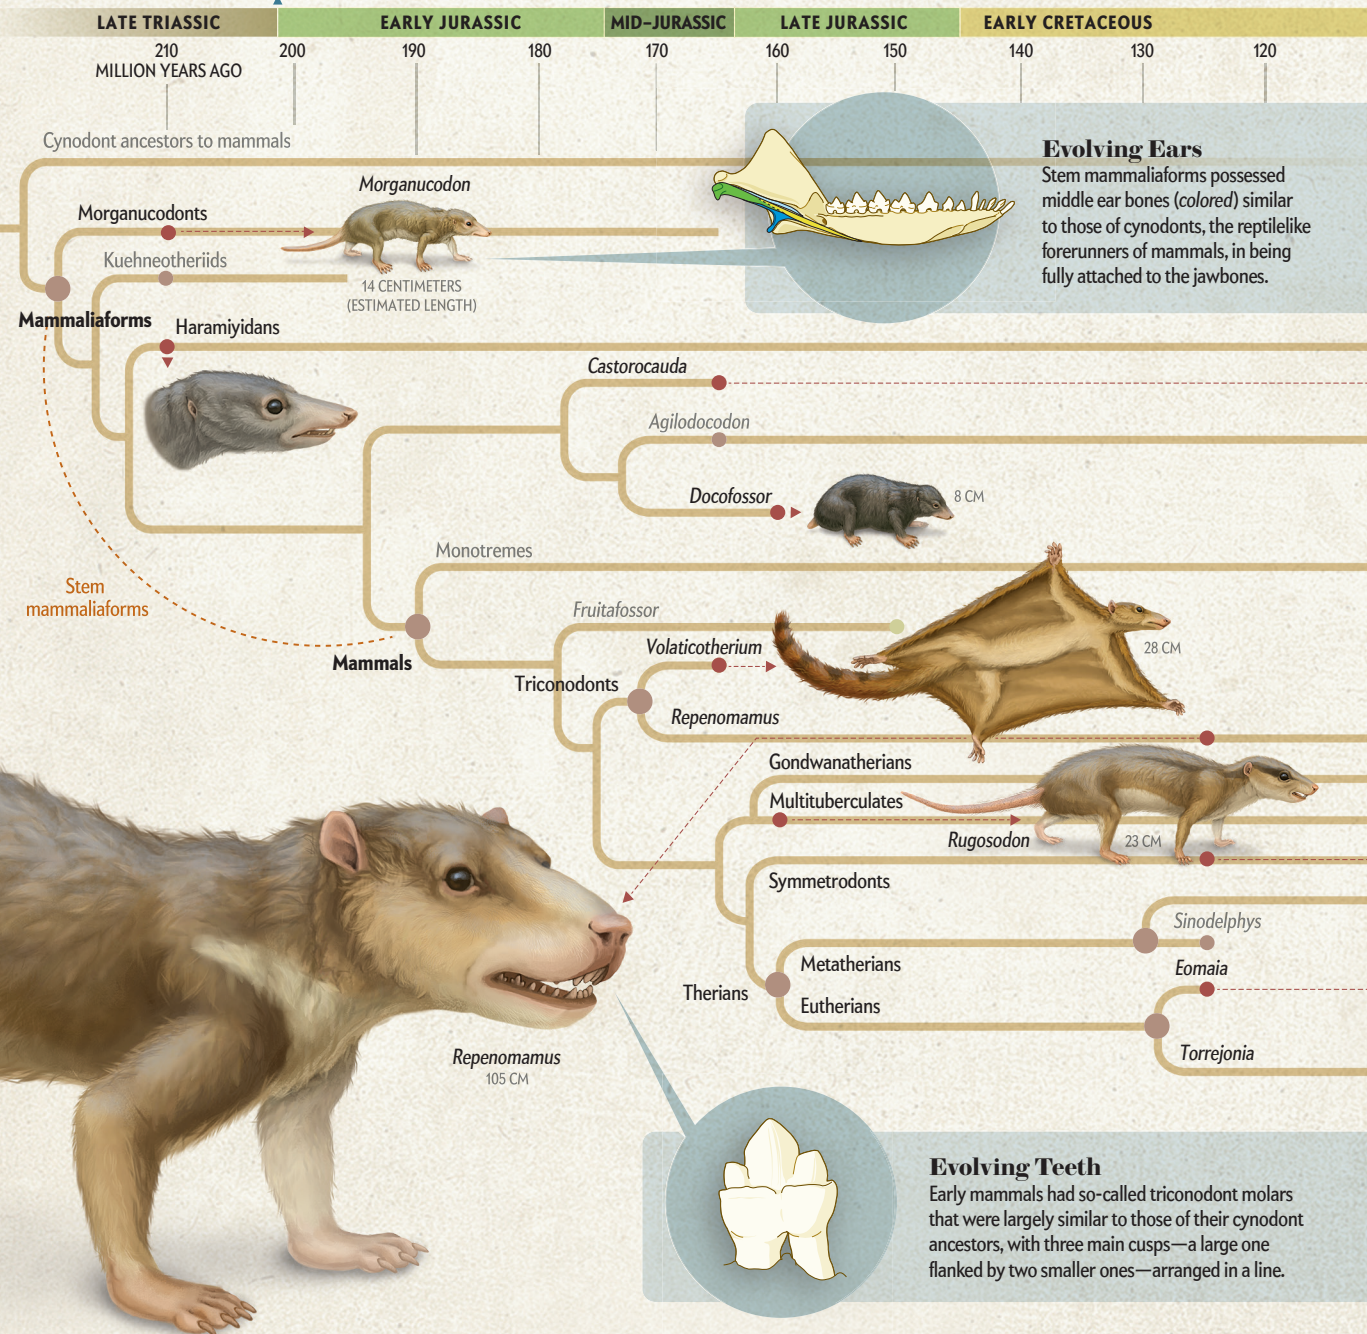 LATE TRIASSIC
EARLY JURASSIC
MID–JURASSIC
LATE JURASSIC
EARLY CRETACEOUS
210
200
190
180
170
160
150
140
130
120
MILLION YEARS AGO
Cynodont ancestors to mammals
Evolving Ears
Stem mammaliaforms possessed
middle ear bones (colored) similar
to those of cynodonts, the reptilelike
forerunners of mammals, in being
fully attached to the jawbones.
Morganucodon
Morganucodonts
Kuehneotheriids
14 CENTIMETERS
(ESTIMATED LENGTH)
Mammaliaforms
Haramiyidans
Castorocauda
Agilodocodon
Docofossor
8 CM
Monotremes
Stem
mammaliaforms
Fruitafossor
Volaticotherium
28 CM
Mammals
Triconodonts
Repenomamus
Gondwanatherians
Multituberculates
Rugosodon
23 CM
Symmetrodonts
Sinodelphys
Metatherians
Eomaia
Therians
Eutherians
Torrejonia
Repenomamus
105 CM
Evolving Teeth
Early mammals had so-called triconodont molars
that were largely similar to those of their cynodont
ancestors, with three main cusps—a large one
flanked by two smaller ones—arranged in a line.